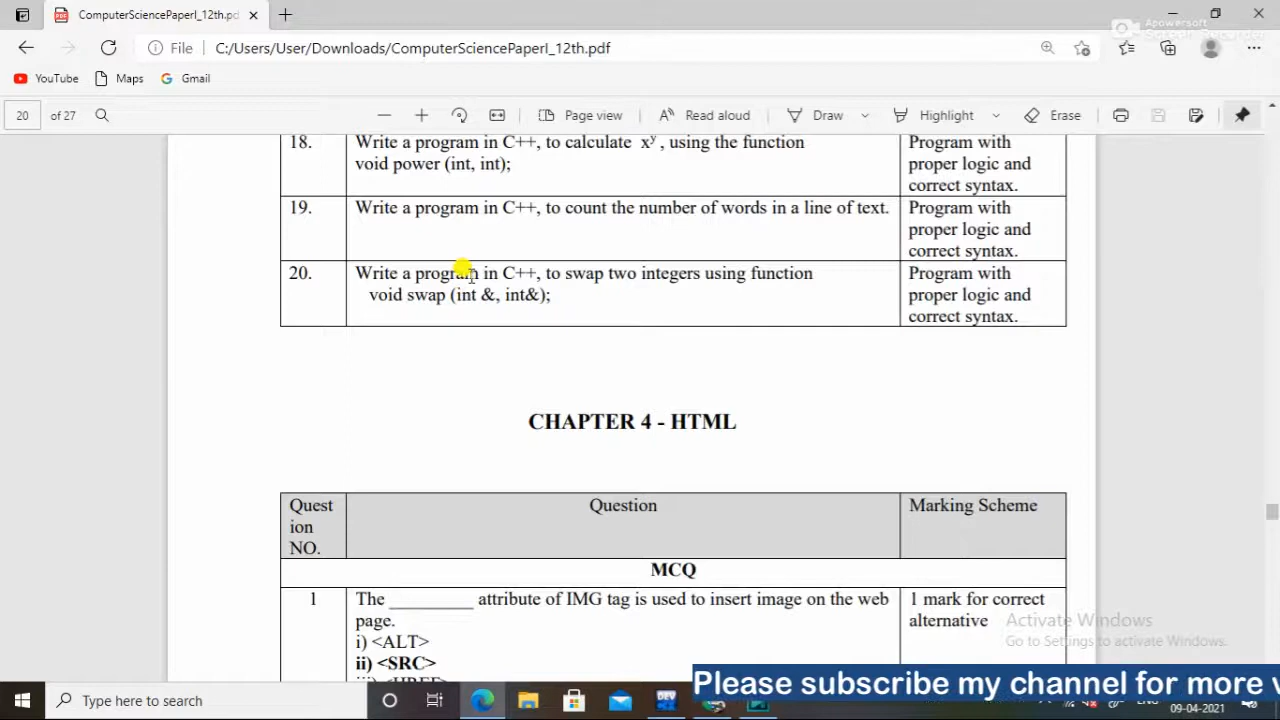 ComputerSciencePaperI_12th.pd
Apowersoft
Screen Recorder
File
C:/Users/User/Downloads/ComputerSciencePaperI_12th.pdf
YouTube
Maps
Gmail
20
of 27
Page view
Read aloud
Draw
Highlight
Erase
18.
Write a program in C++, to calculate xʸ , using the function
void power (int, int);
Program with
proper logic and
correct syntax.
19.
Write a program in C++, to count the number of words in a line of text.
Program with
proper logic and
correct syntax.
20.
Write a program in C++, to swap two integers using function
void swap (int &, int&);
Program with
proper logic and
correct syntax.
CHAPTER 4 - HTML
Quest
ion
NO.
Question
Marking Scheme
MCQ
1
The _________ attribute of IMG tag is used to insert image on the web
page.
i) <ALT>
ii) <SRC>
1 mark for correct
alternative
Activate Windows
Go to Settings to activate Windows.
Please subscribe my channel for more v
Type here to search
DEV
ENG
09-04-2021